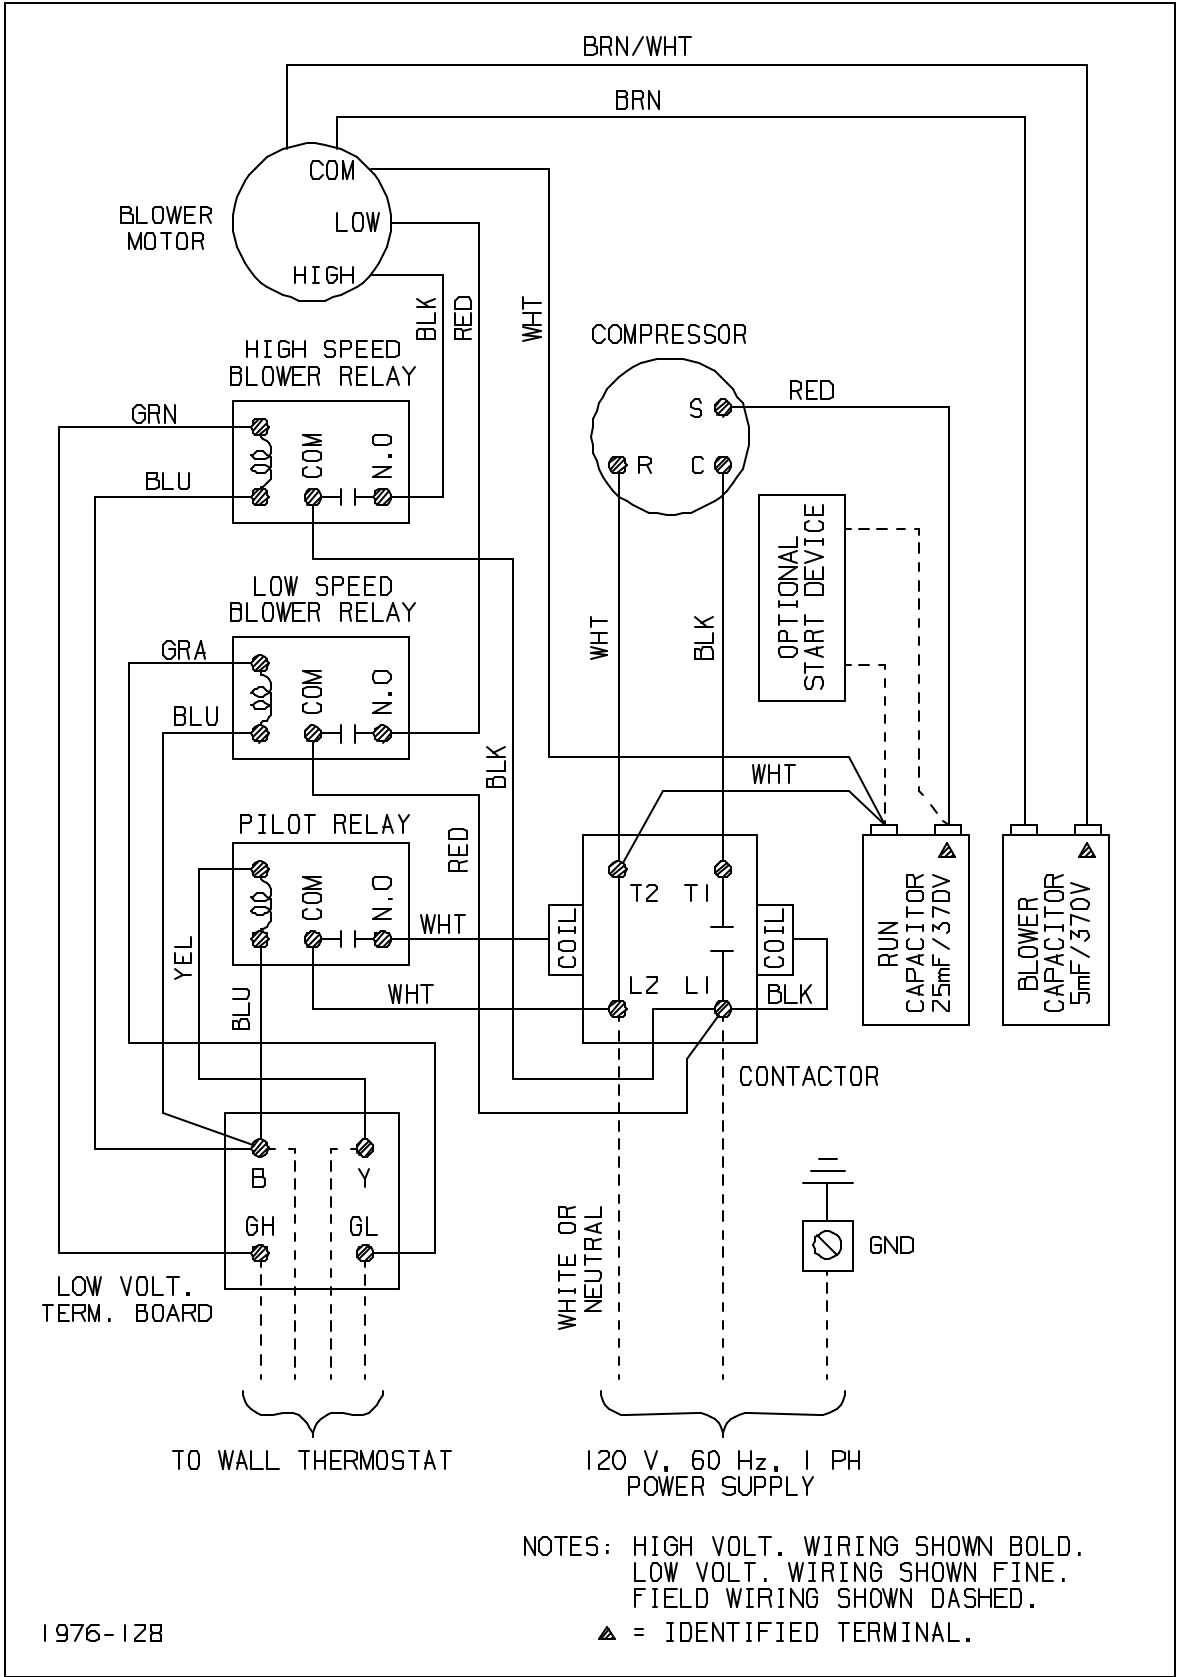 BRN/WHT
BRN
COM
LOW
HIGH
BLOWER
MOTOR
BLK
RED
WHT
COMPRESSOR
S
R
C
RED
HIGH SPEED
BLOWER RELAY
GRN
BLU
COM
N.O
OPTIONAL
START DEVICE
LOW SPEED
BLOWER RELAY
GRA
BLU
COM
N.O
WHT
BLK
BLK
WHT
PILOT RELAY
RED
COM
N.O
YEL
BLU
WHT
WHT
COIL
T2 T1
L2 L1
COIL
BLK
CONTACTOR
RUN
CAPACITOR
25mF/370V
BLOWER
CAPACITOR
5mF/370V
B
Y
GH
GL
LOW VOLT.
TERM. BOARD
WHITE OR
NEUTRAL
GND
TO WALL THERMOSTAT
120 V. 60 Hz. 1 PH
POWER SUPPLY
NOTES: HIGH VOLT. WIRING SHOWN BOLD.
LOW VOLT. WIRING SHOWN FINE.
FIELD WIRING SHOWN DASHED.
= IDENTIFIED TERMINAL.
1976-128